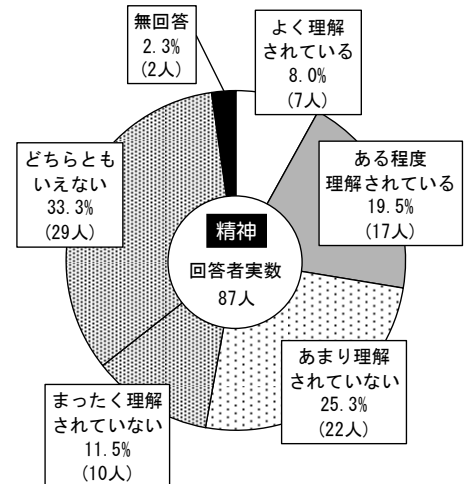 無回答
2.3%
(2人)
よく理解
されている
8.0%
(7人)
ある程度
理解されている
19.5%
(17人)
あまり理解
されていない
25.3%
(22人)
まったく理解
されていない
11.5%
(10人)
どちらとも
いえない
33.3%
(29人)
精神
回答者実数
87人